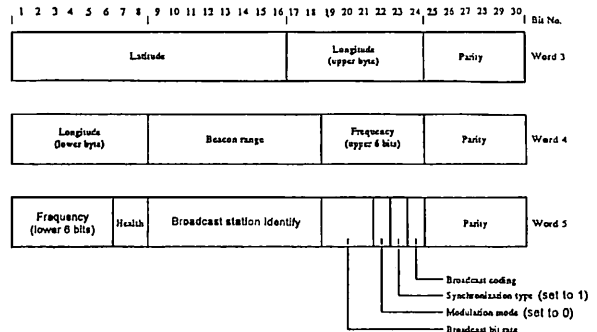 1 2 3 4 5 6 7 8 9 10 11 12 13 14 15 16 17 18 19 20 21 22 23 24 25 26 27 28 29 30 Bit No.
Latitude
Longitude
(upper byte)
Parity
Word 3
Longitude
(lower byte)
Beacon range
Frequency
(upper 6 bits)
Parity
Word 4
Frequency
(lower 6 bits)
Health
Broadcast station identify
Parity
Word 5
Broadcast coding
Synchronization type (set to 1)
Modulation mode (set to 0)
Broadcast bit rate